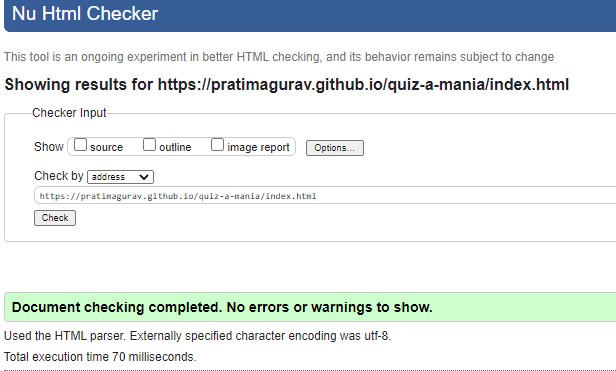 Nu Html Checker
This tool is an ongoing experiment in better HTML checking, and its behavior remains subject to change
Showing results for https://pratimagurav.github.io/quiz-a-mania/index.html
Checker Input
Show source outline image report Options...
Check by address
https://pratimagurav.github.io/quiz-a-mania/index.html
Check
Document checking completed. No errors or warnings to show.
Used the HTML parser. Externally specified character encoding was utf-8.
Total execution time 70 milliseconds.